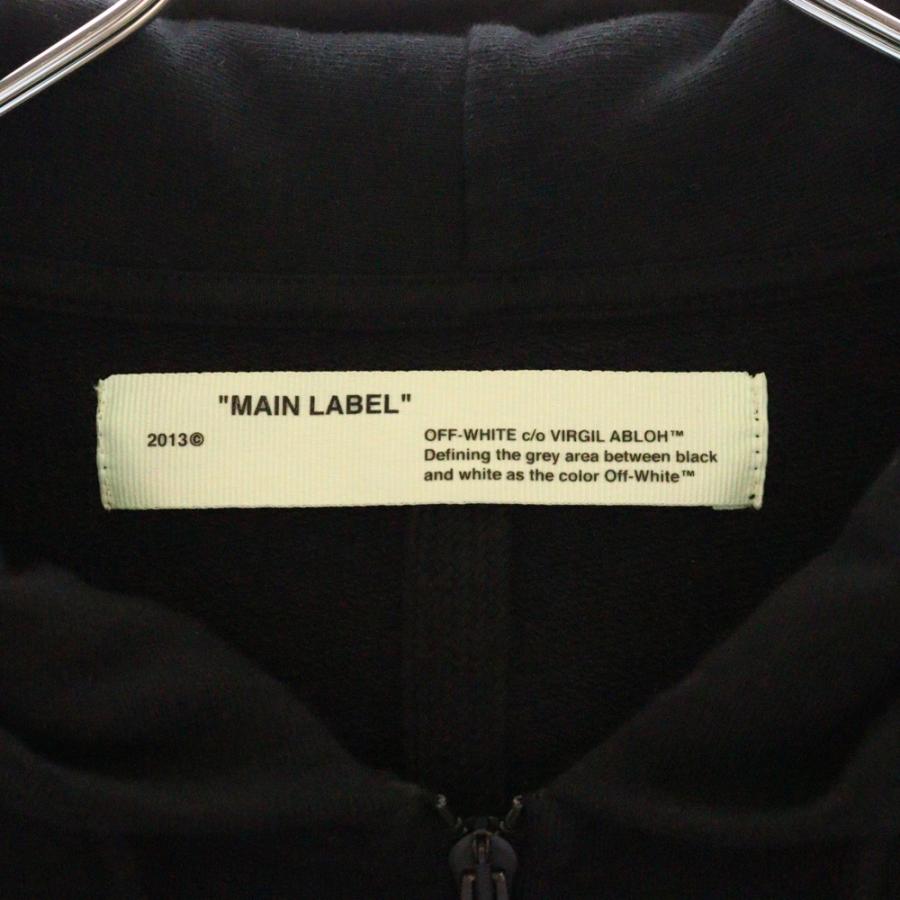 "MAIN LABEL"
2013©
OFF-WHITE c/o VIRGIL ABLOH™
Defining the grey area between black
and white as the color Off-White™